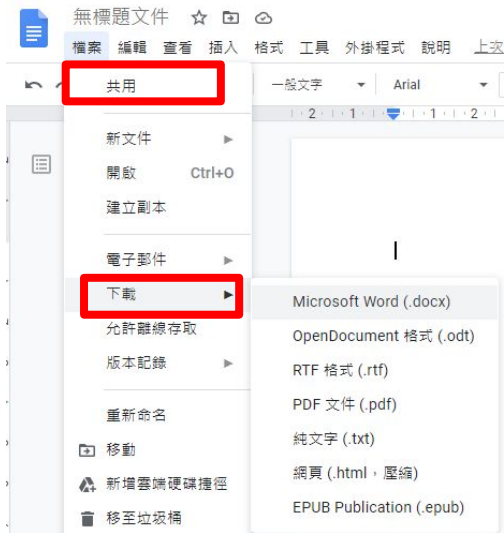 無標題文件
檔案 編輯 查看 插入 格式 工具 外掛程式 說明 上次
共用 一般文字 Arial
2 1 1 2
新文件
開啟 Ctrl+O
建立副本
電子郵件
下載
允許離線存取
版本記錄
重新命名
移動
新增雲端硬碟捷徑
移至垃圾桶
Microsoft Word (.docx)
OpenDocument 格式 (.odt)
RTF 格式 (.rtf)
PDF 文件 (.pdf)
純文字 (.txt)
網頁 (.html，壓縮)
EPUB Publication (.epub)